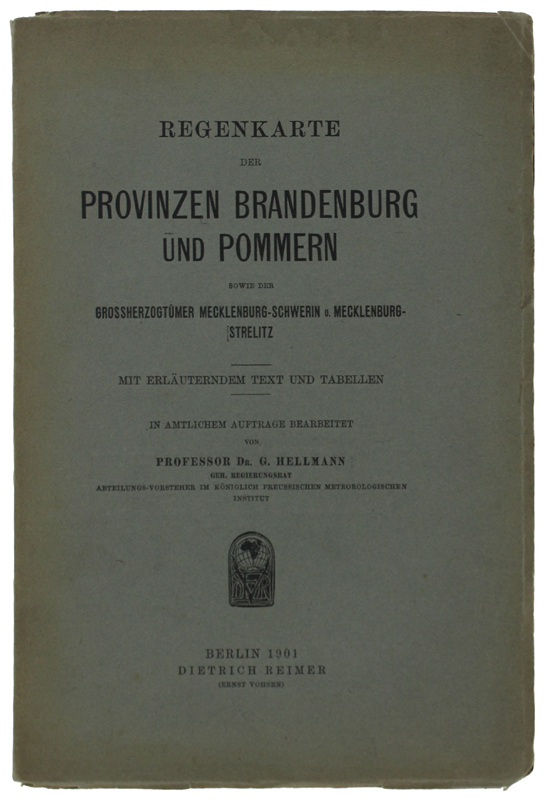 REGENKARTE
DER
PROVINZEN BRANDENBURG
UND POMMERN
SOWIE DER
GROSSHERZOGTÜMER MECKLENBURG-SCHWERIN U. MECKLENBURG-
STRELITZ
MIT ERLÄUTERNDEM TEXT UND TABELLEN
IN AMTLICHEM AUFTRAGE BEARBEITET
VON
PROFESSOR DR. G. HELLMANN
GEH. REGIERUNGSRAT
ABTEILUNGS-VORSTEHER IM KÖNIGLICH PREUSSISCHEN METEOROLOGISCHEN
INSTITUT
BERLIN 1901
DIETRICH REIMER
(ERNST VOHSEN)